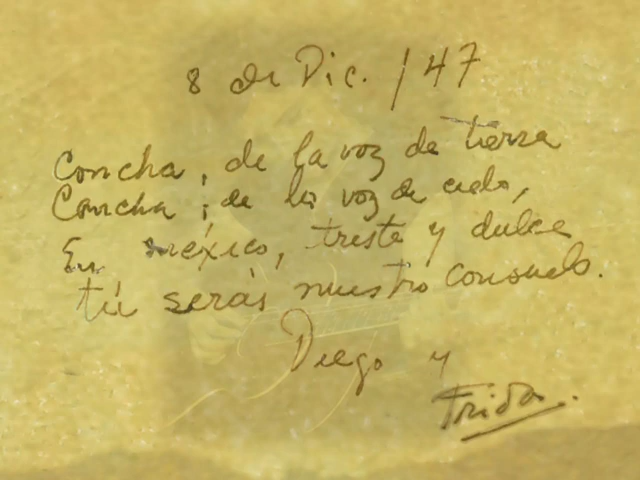 8 de Dic. / 47
Concha, de la voz de tierra
Concha, de la voz de cielo,
En méxico, triste y dulce
tú serás nuestro consuelo.
Diego y
Frida.